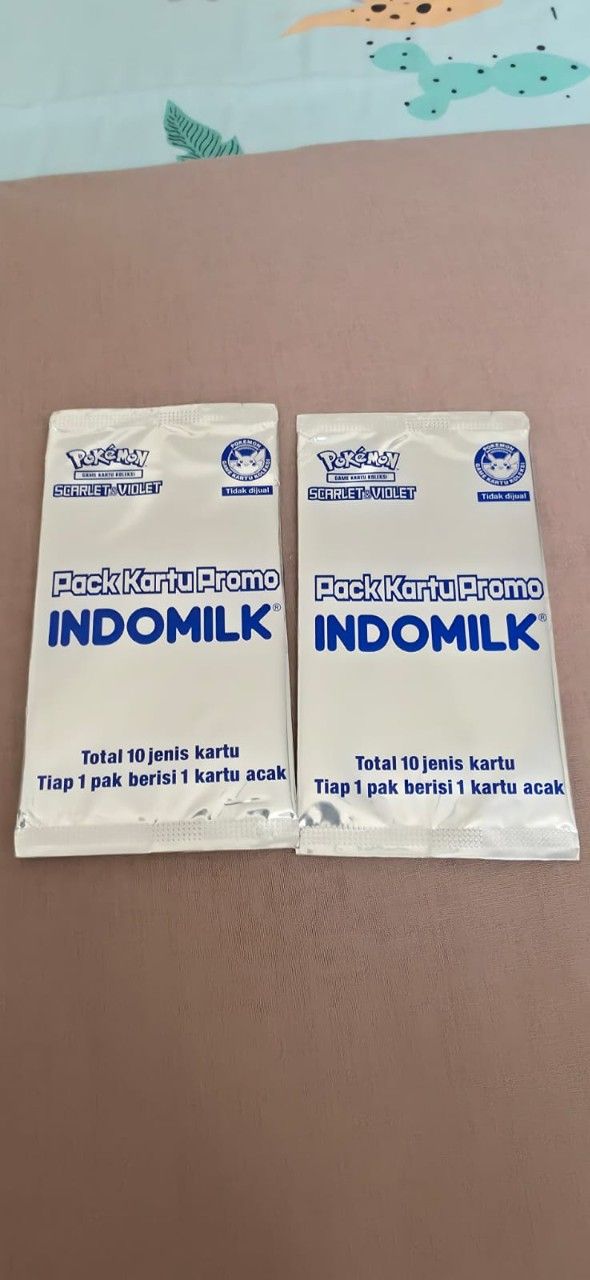 Pokémon
GAME KARTU KOLEKSI
SCARLET & VIOLET
POKÉMON
GAME KARTU KOLEKSI
Tidak dijual
Pack Kartu Promo
INDOMILK®
Total 10 jenis kartu
Tiap 1 pak berisi 1 kartu acak
Pokémon
GAME KARTU KOLEKSI
SCARLET & VIOLET
POKÉMON
GAME KARTU KOLEKSI
Tidak dijual
Pack Kartu Promo
INDOMILK®
Total 10 jenis kartu
Tiap 1 pak berisi 1 kartu acak